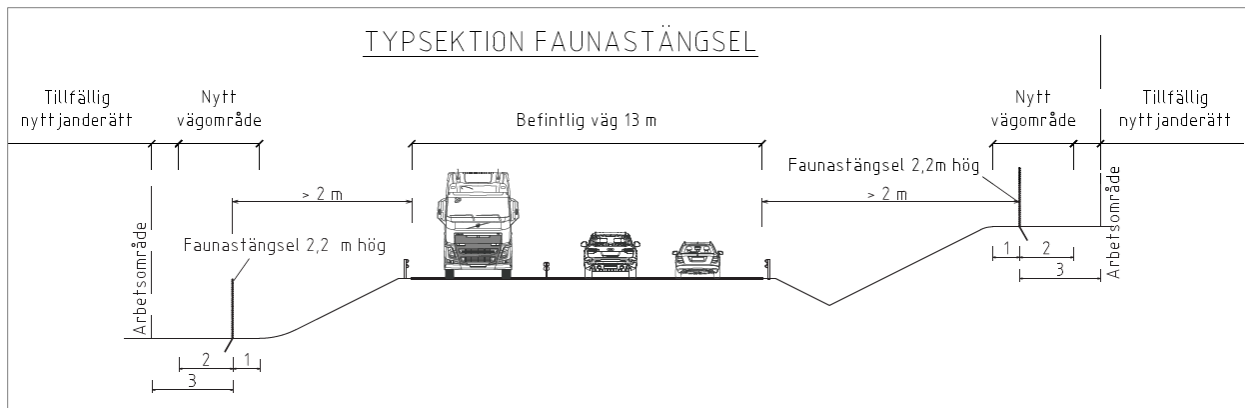 TYPSEKTION FAUNASTÄNGSEL
Tillfällig
nyttjanderätt
Nytt
vägområde
Befintlig väg 13 m
Nytt
vägområde
Tillfällig
nyttjanderätt
Faunastängsel 2,2m hög
> 2 m
> 2 m
Faunastängsel 2,2 m hög
Arbetsområde
Arbetsområde
1
2
3
2
1
3